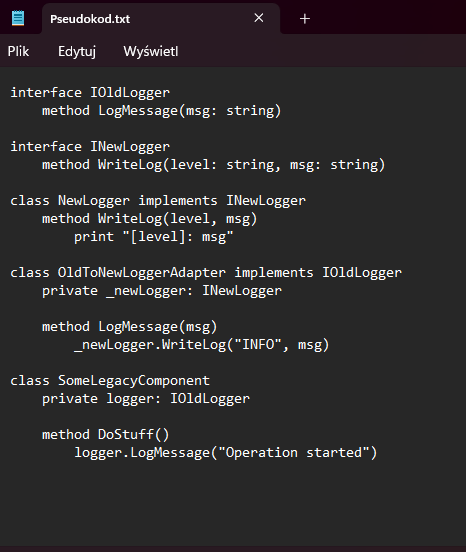 Pseudokod.txt
Plik Edytuj Wyświetl
interface IOldLogger
    method LogMessage(msg: string)
interface INewLogger
    method WriteLog(level: string, msg: string)
class NewLogger implements INewLogger
    method WriteLog(level, msg)
        print "[level]: msg"
class OldToNewLoggerAdapter implements IOldLogger
    private _newLogger: INewLogger
    method LogMessage(msg)
        _newLogger.WriteLog("INFO", msg)
class SomeLegacyComponent
    private logger: IOldLogger
    method DoStuff()
        logger.LogMessage("Operation started")